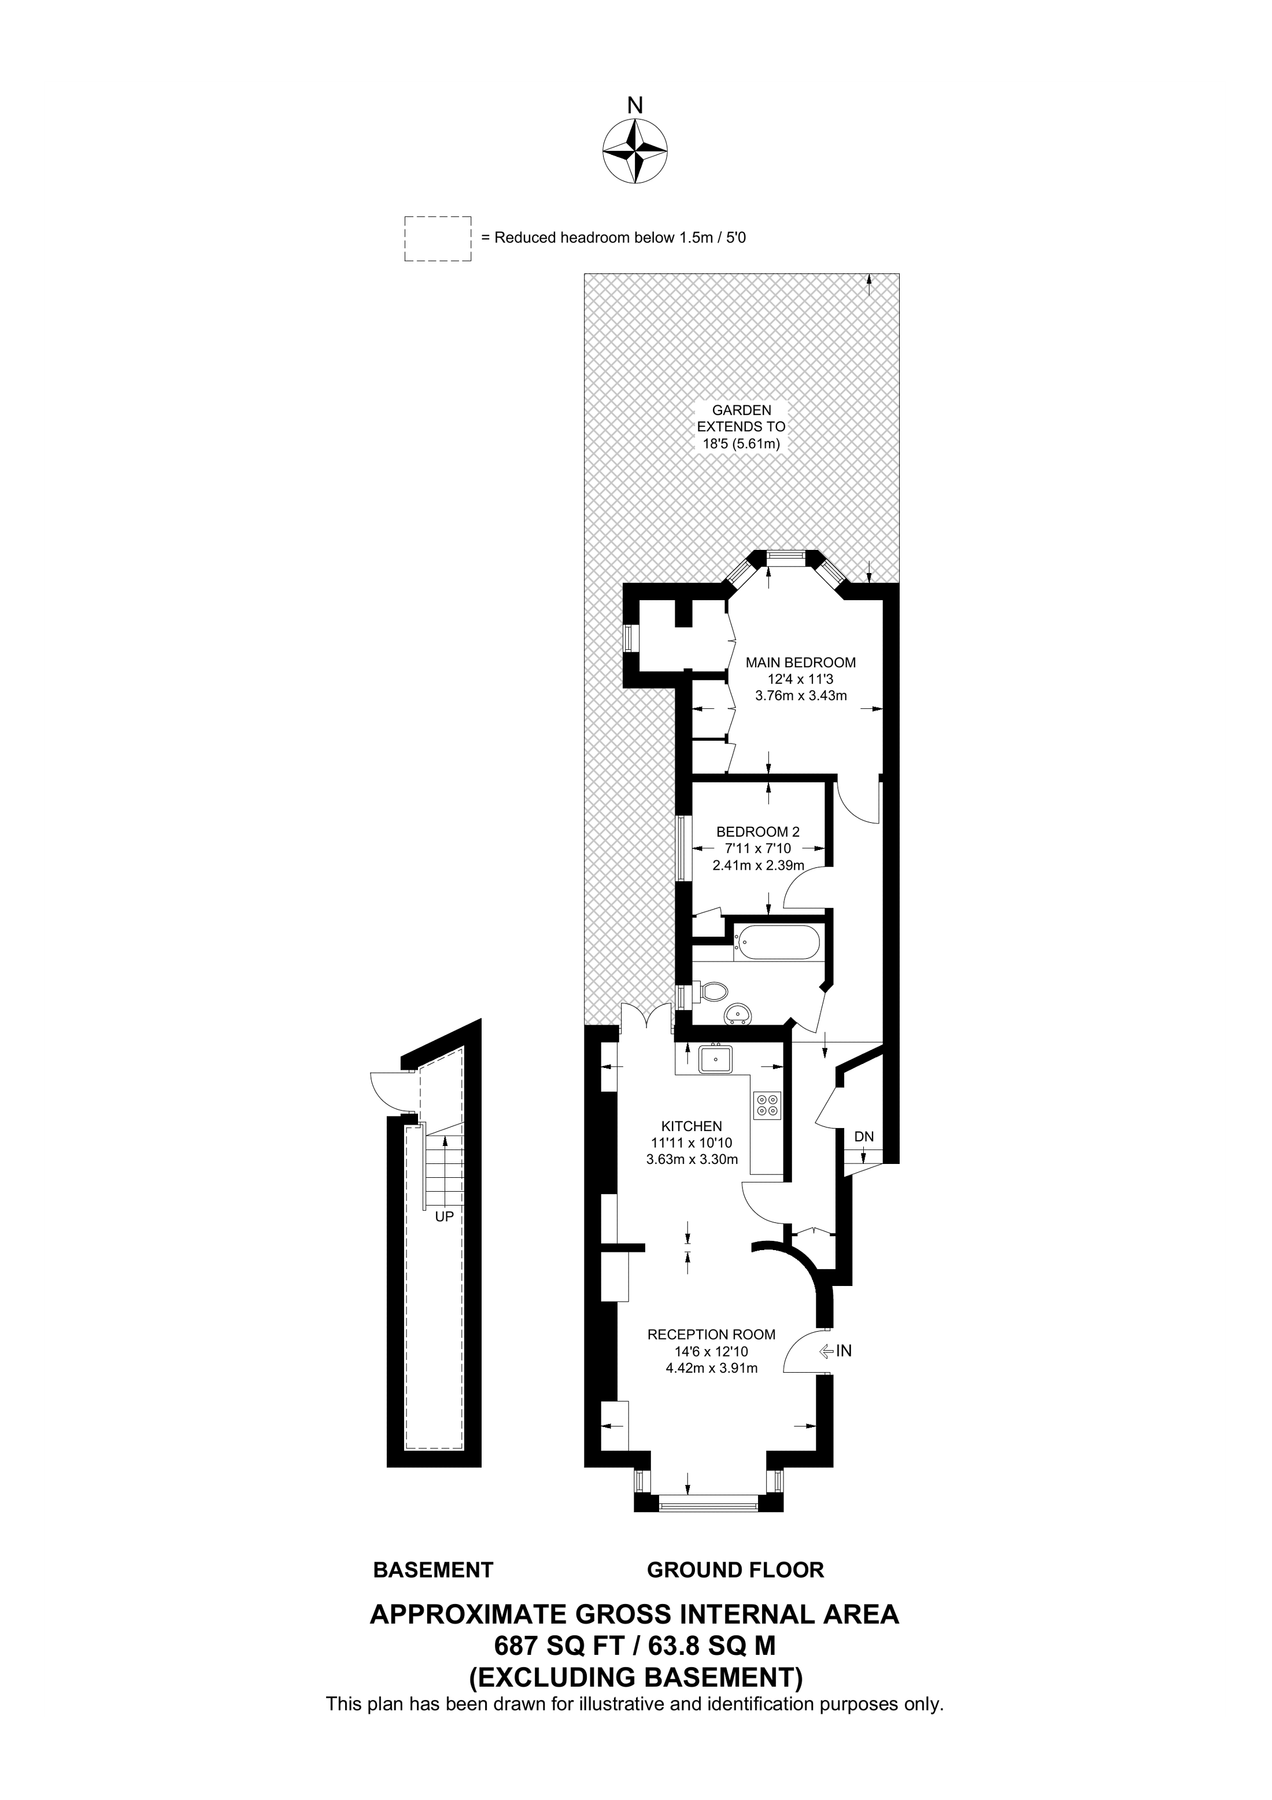 N
= Reduced headroom below 1.5m / 5'0
GARDEN
EXTENDS TO
18'5 (5.61m)
MAIN BEDROOM
12'4 x 11'3
3.76m x 3.43m
BEDROOM 2
7'11 x 7'10
2.41m x 2.39m
KITCHEN
11'11 x 10'10
3.63m x 3.30m
DN
UP
RECEPTION ROOM
14'6 x 12'10
4.42m x 3.91m
IN
BASEMENT
GROUND FLOOR
APPROXIMATE GROSS INTERNAL AREA
687 SQ FT / 63.8 SQ M
(EXCLUDING BASEMENT)
This plan has been drawn for illustrative and identification purposes only.